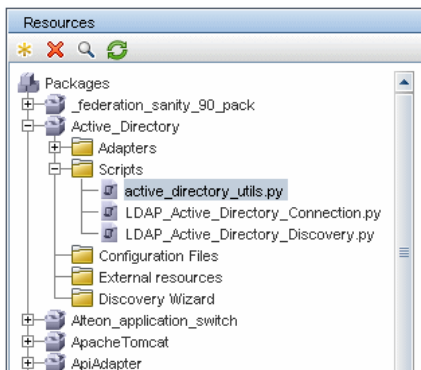 Resources
Packages
_federation_sanity_90_pack
Active_Directory
Adapters
Scripts
active_directory_utils.py
LDAP_Active_Directory_Connection.py
LDAP_Active_Directory_Discovery.py
Configuration Files
External resources
Discovery Wizard
Alteon_application_switch
ApacheTomcat
ApiAdapter